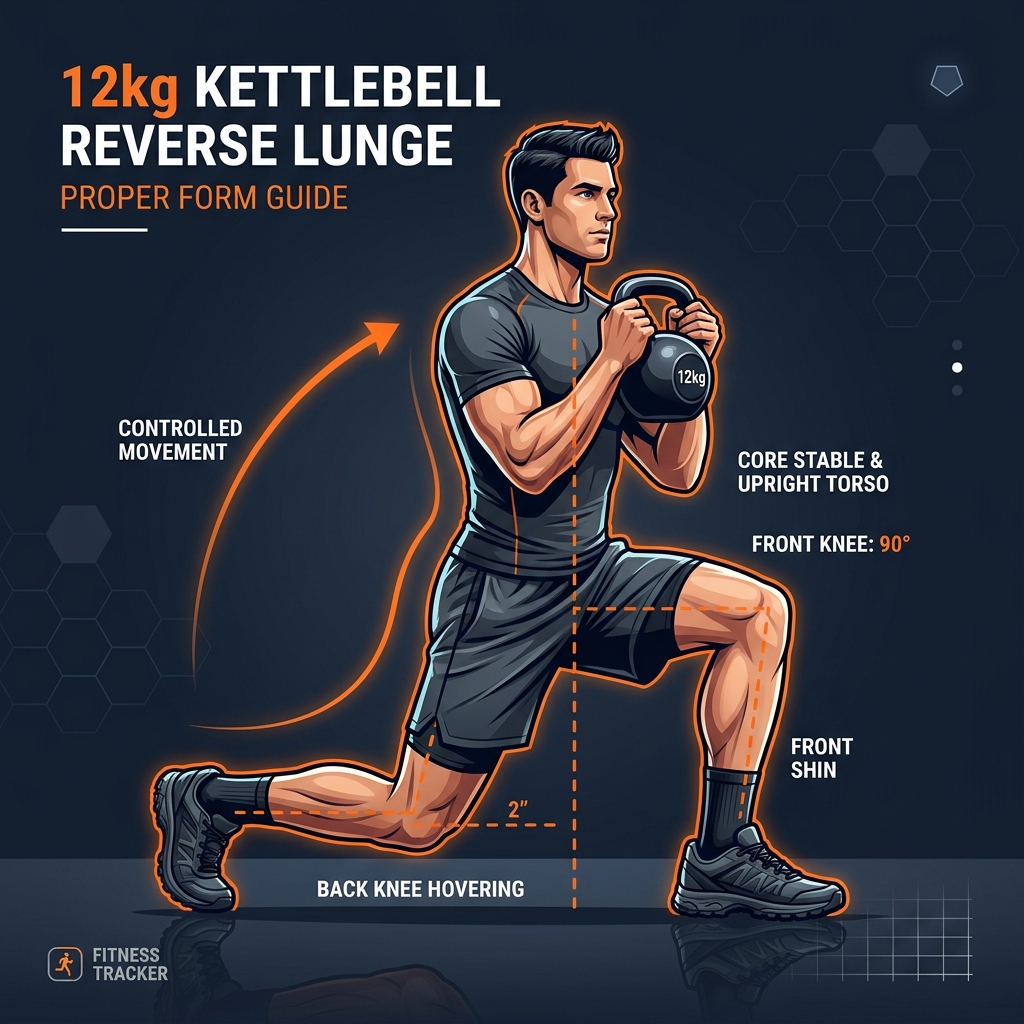 12kg KETTLEBELL
REVERSE LUNGE
PROPER FORM GUIDE
12kg
CONTROLLED
MOVEMENT
CORE STABLE &
UPRIGHT TORSO
FRONT KNEE: 90°
FRONT
SHIN
2"
BACK KNEE HOVERING
FITNESS
TRACKER